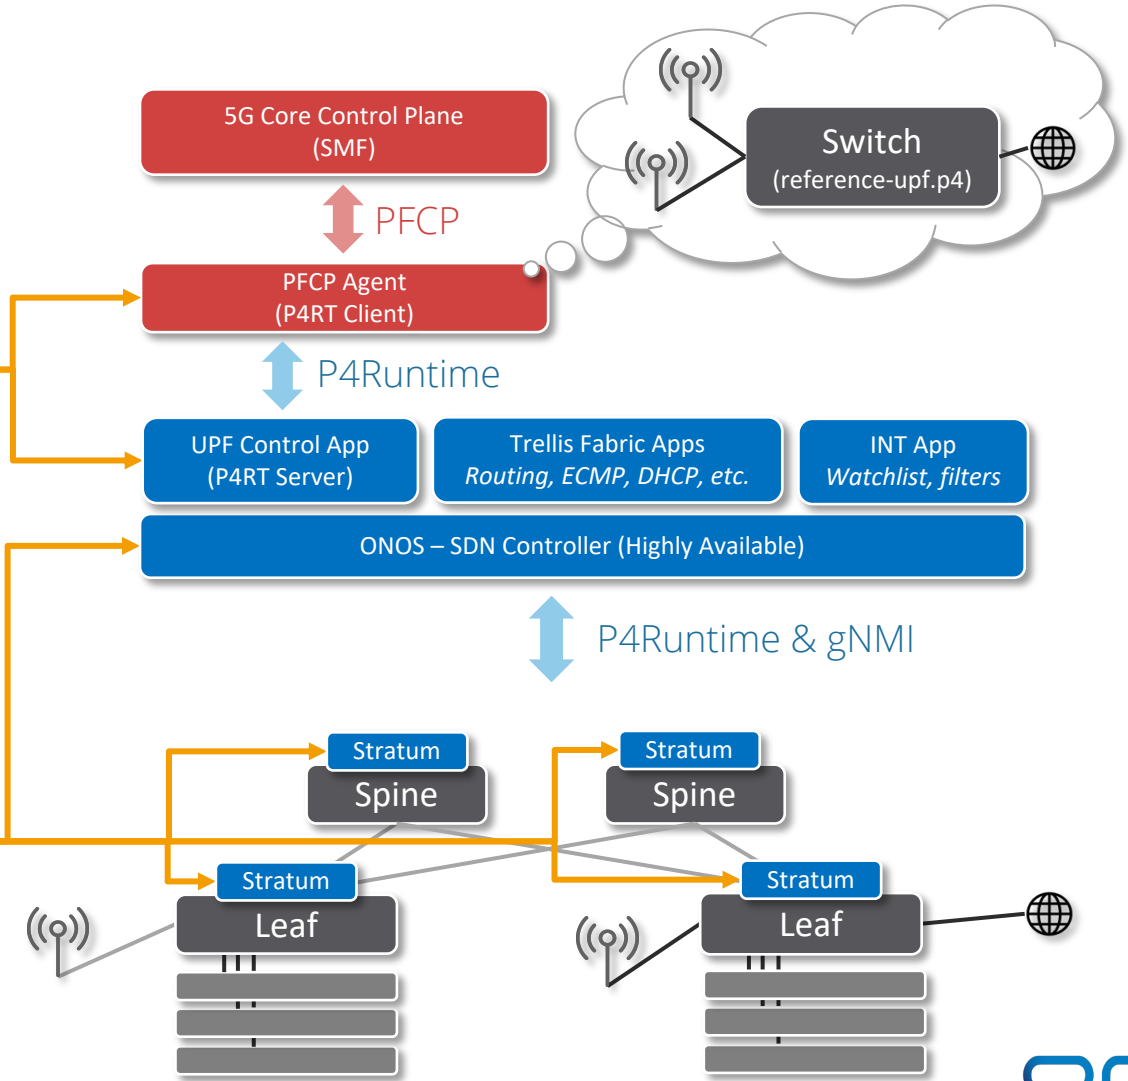 5G Core Control Plane
(SMF)
Switch
(reference-upf.p4)
PFCP
PFCP Agent
(P4RT Client)
P4Runtime
UPF Control App
(P4RT Server)
Trellis Fabric Apps
Routing, ECMP, DHCP, etc.
INT App
Watchlist, filters
ONOS – SDN Controller (Highly Available)
P4Runtime & gNMI
Stratum
Spine
Stratum
Spine
Stratum
Leaf
Stratum
Leaf